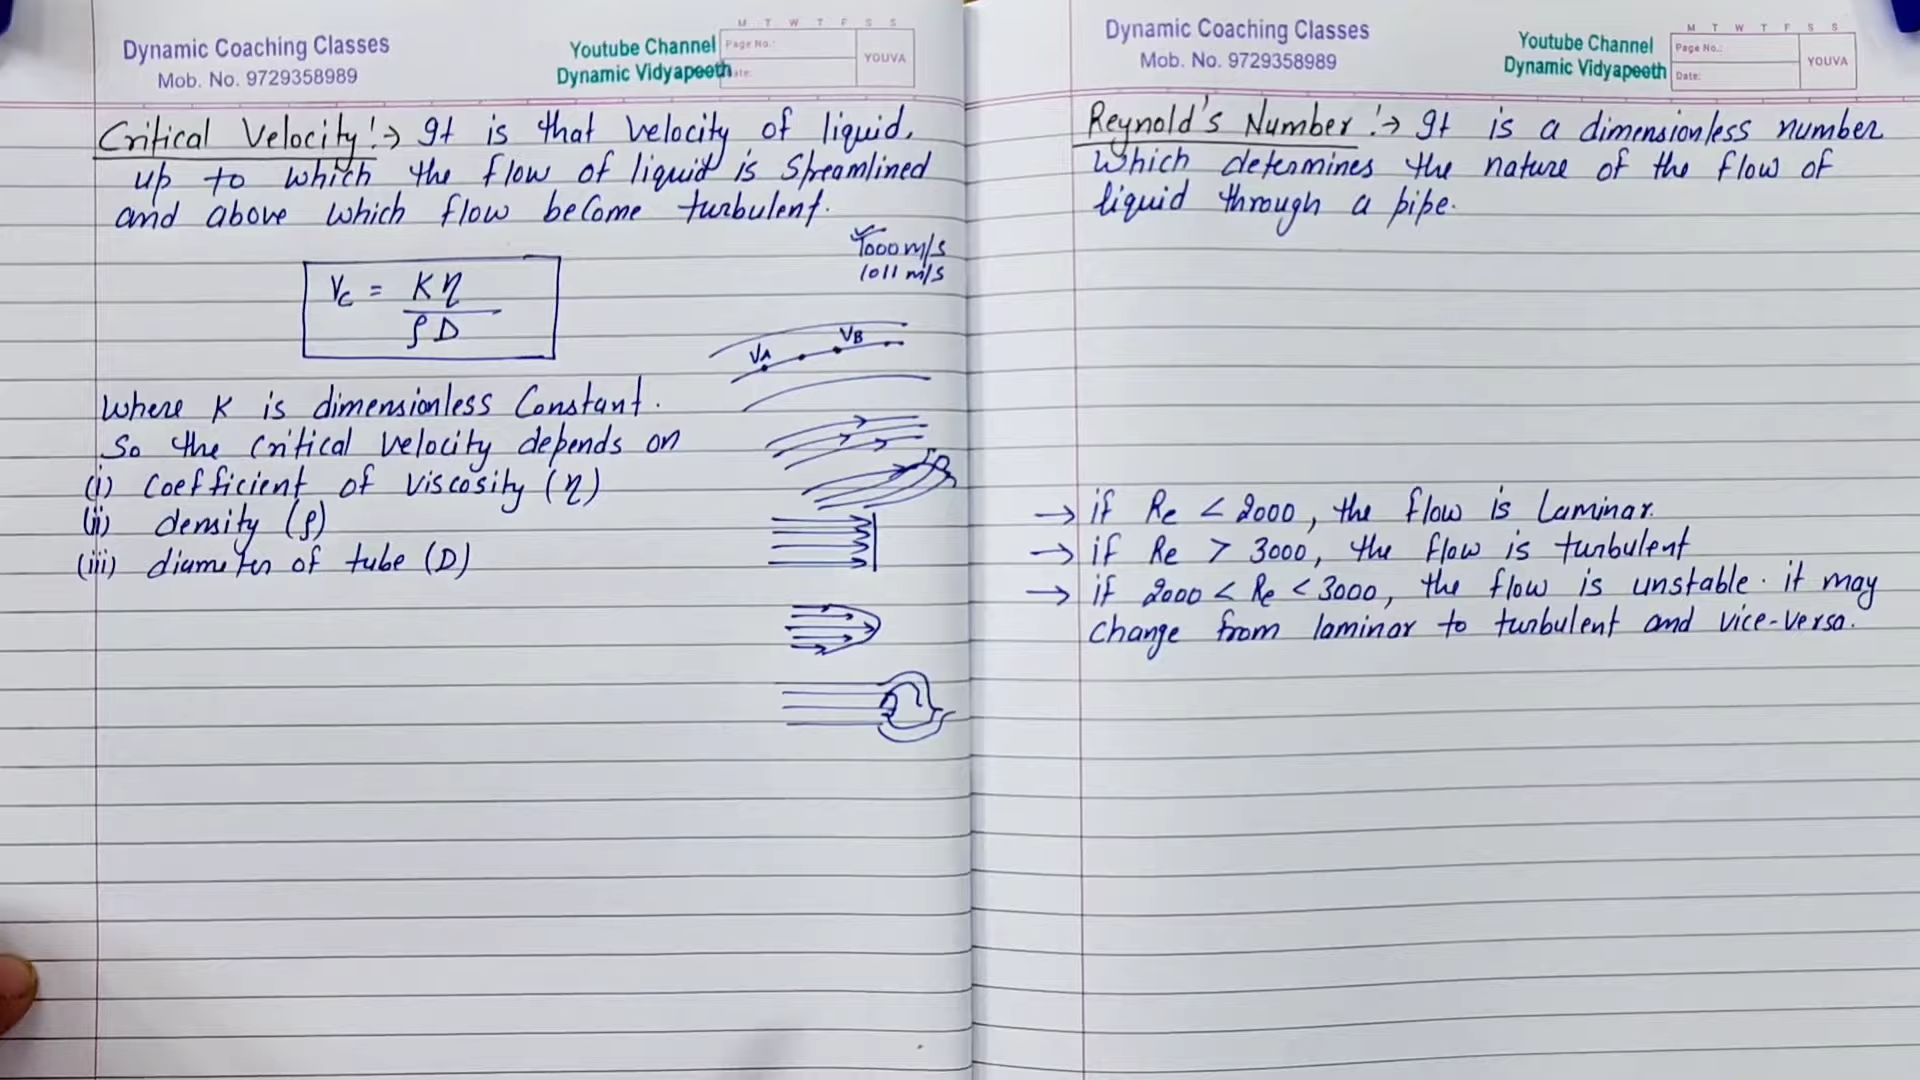 Dynamic Coaching Classes
Mob. No. 9729358989
Youtube Channel
Dynamic Vidyapeeth
M T W T F S S
Page No.:
Date:
YOUVA
Critical Velocity :→ It is that velocity of liquid,
up to which the flow of liquid is Streamlined
and above which flow become turbulent.
1000 m/s
1011 m/s
Vc = Kη
ρD
VA VB
Where K is dimensionless Constant.
So the critical velocity depends on
(i) Coefficient of viscosity (η)
(ii) density (ρ)
(iii) diameter of tube (D)
Dynamic Coaching Classes
Mob. No. 9729358989
Youtube Channel
Dynamic Vidyapeeth
M T W T F S S
Page No.:
Date:
YOUVA
Reynold's Number :→ It is a dimensionless number
which determines the nature of the flow of
liquid through a pipe.
→ if Re < 2000, the flow is Laminar.
→ if Re > 3000, the flow is turbulent
→ if 2000 < Re < 3000, the flow is unstable. it may
change from laminar to turbulent and vice-versa.